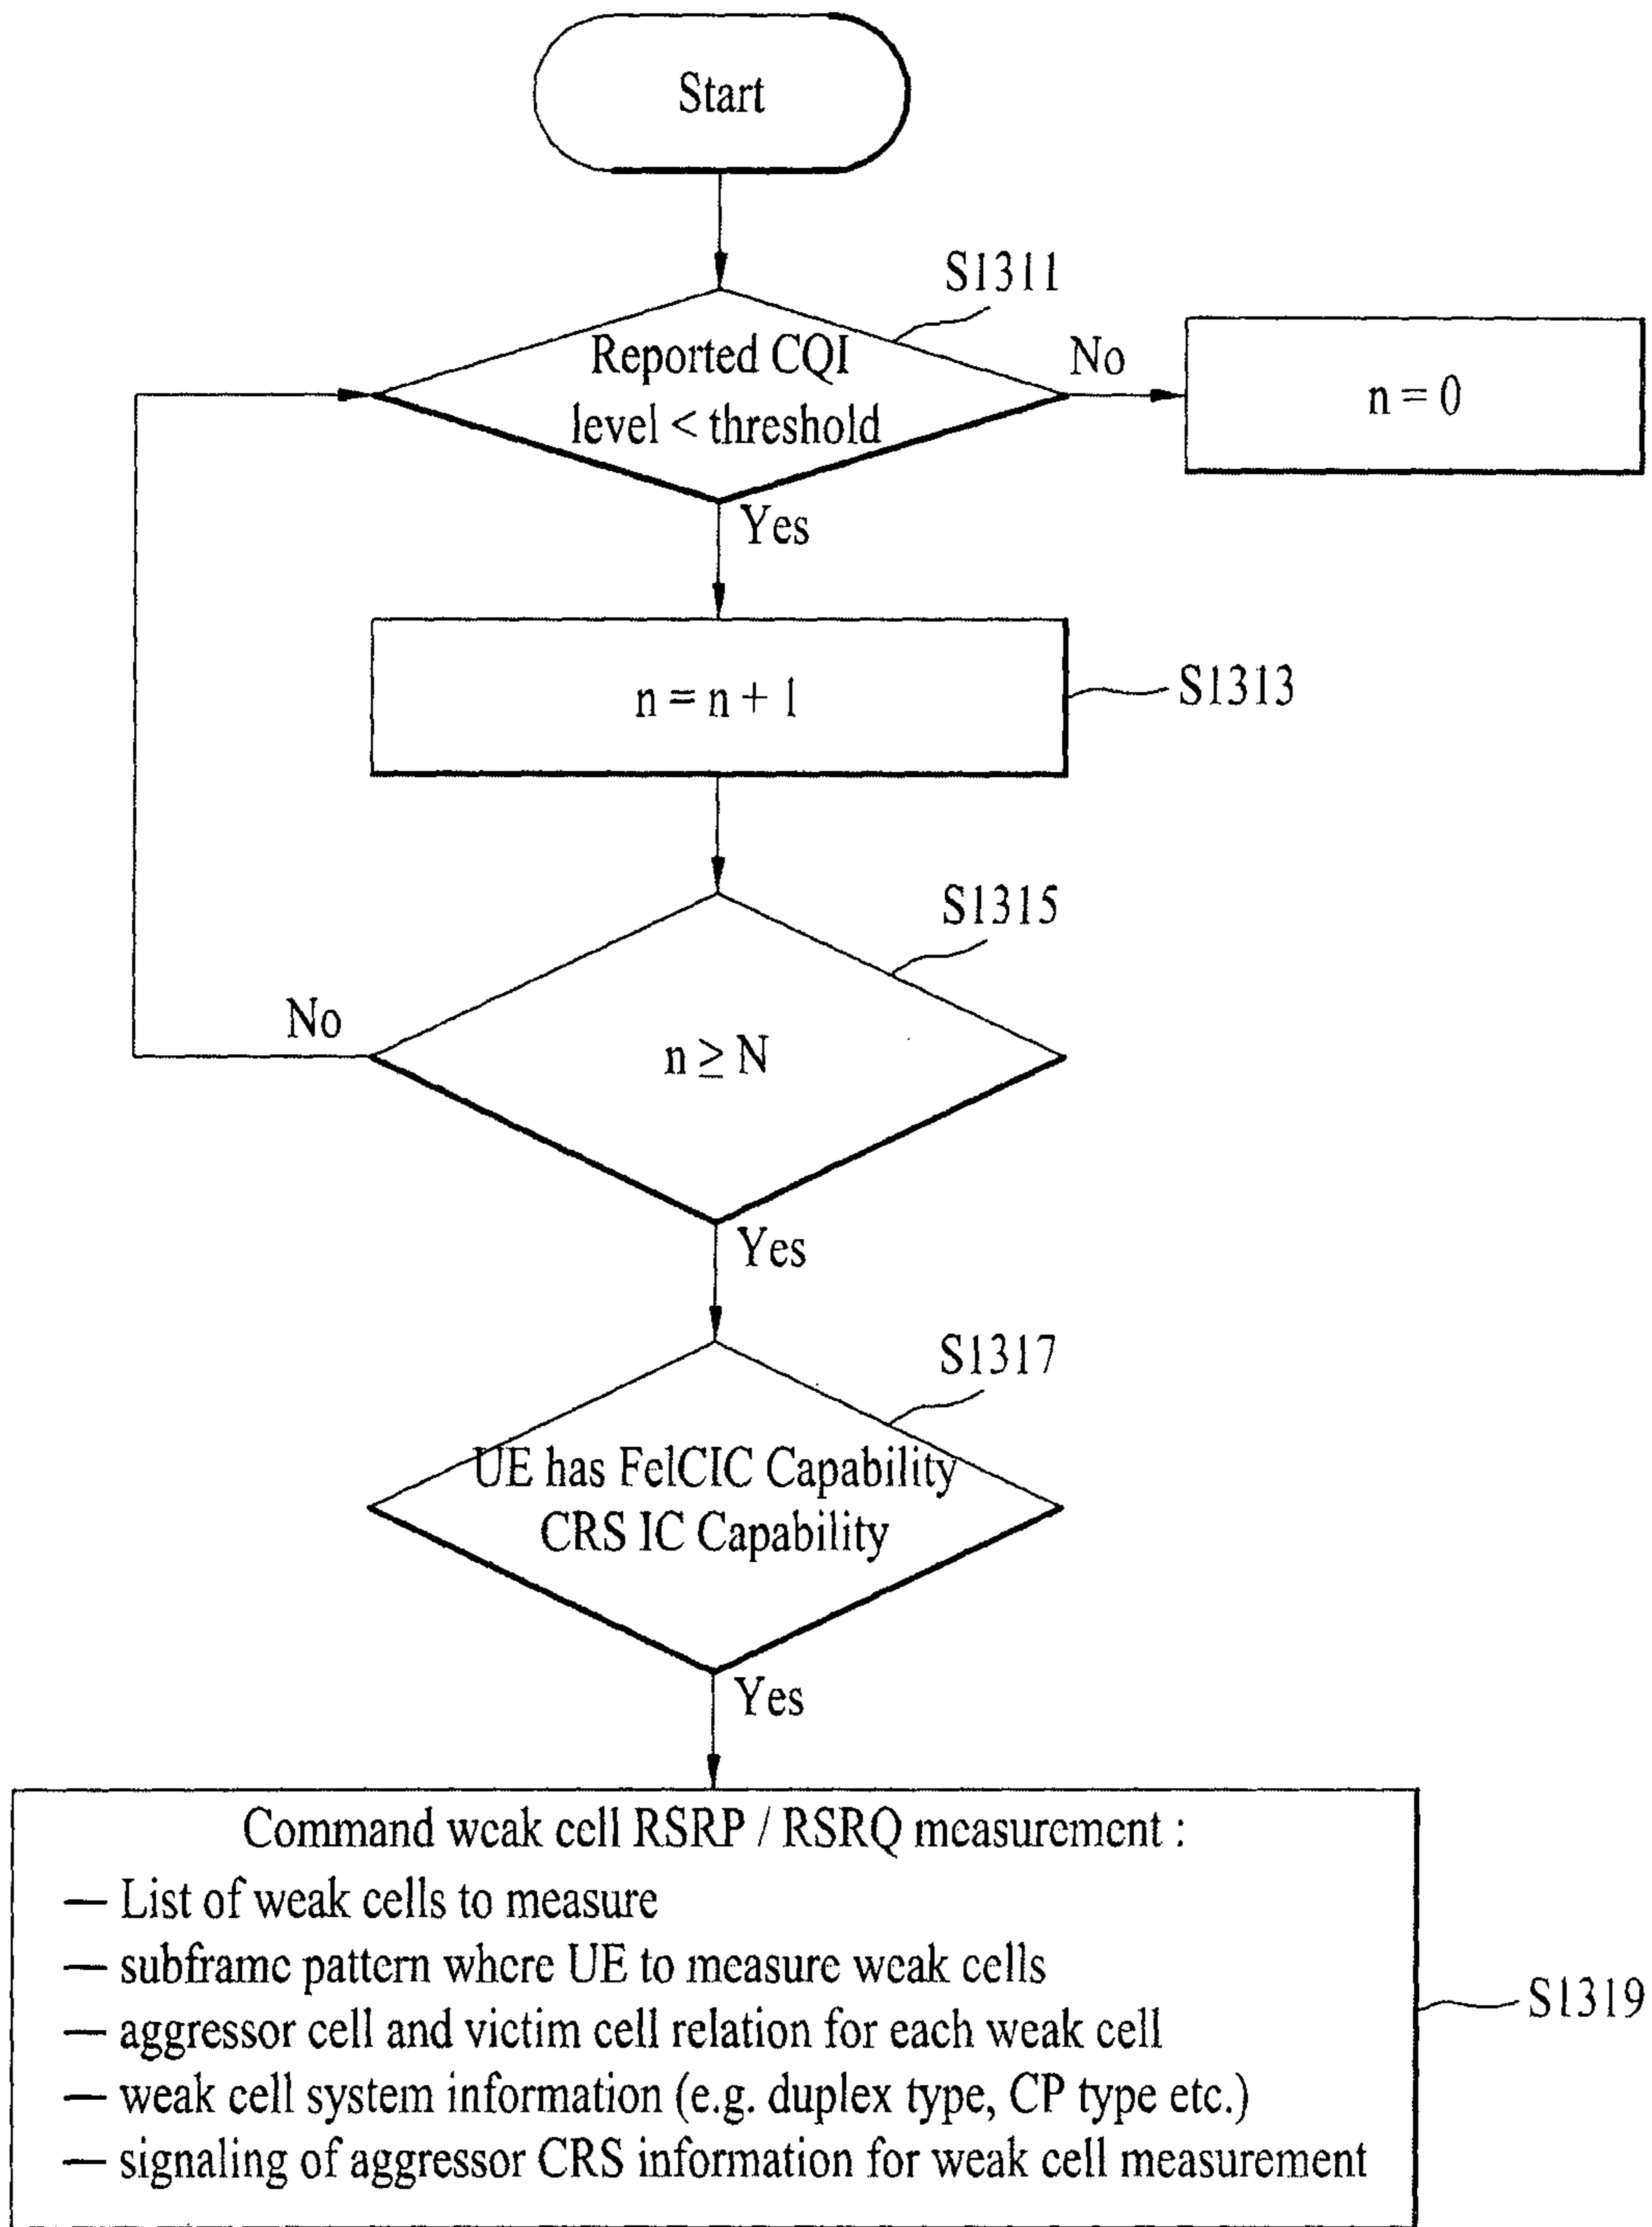 Start
S1311
Reported CQI
level < threshold
No
n = 0
Yes
n = n + 1
S1313
S1315
No
n ≥ N
Yes
S1317
UE has FeICIC Capability
CRS IC Capability
Yes
Command weak cell RSRP / RSRQ measurement :
— List of weak cells to measure
— subframe pattern where UE to measure weak cells
— aggressor cell and victim cell relation for each weak cell
— weak cell system information (e.g. duplex type, CP type etc.)
— signaling of aggressor CRS information for weak cell measurement
S1319